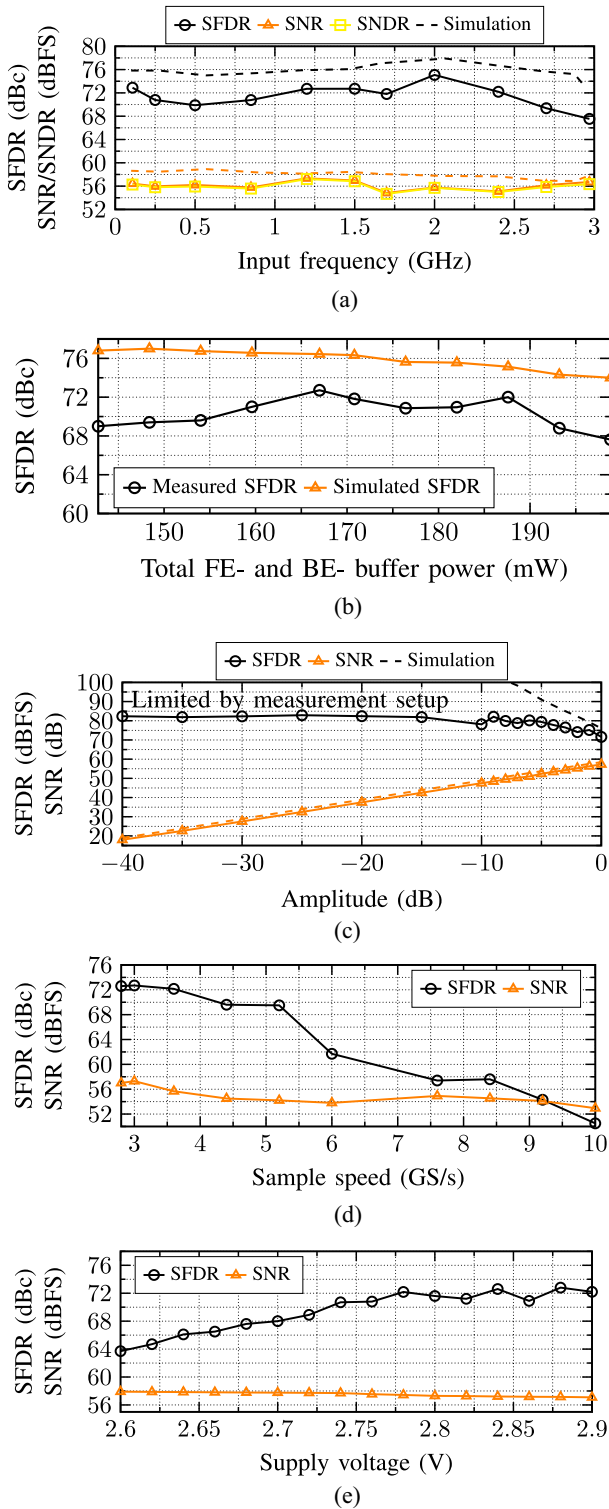 SFDR SNR SNDR Simulation
SFDR (dBc)
SNR/SNDR (dBFS)
80
76
72
68
64
60
56
52
0 0.5 1 1.5 2 2.5 3
Input frequency (GHz)
(a)
SFDR (dBc)
76
72
68
64
60
Measured SFDR Simulated SFDR
150 160 170 180 190
Total FE- and BE- buffer power (mW)
(b)
SFDR SNR Simulation
SFDR (dBFS)
SNR (dB)
100
90
80
70
60
50
40
30
20
Limited by measurement setup
−40 −30 −20 −10 0
Amplitude (dB)
(c)
SFDR (dBc)
SNR (dBFS)
76
72
68
64
60
56
52
SFDR SNR
3 4 5 6 7 8 9 10
Sample speed (GS/s)
(d)
SFDR (dBc)
SNR (dBFS)
76
72
68
64
60
56
SFDR SNR
2.6 2.65 2.7 2.75 2.8 2.85 2.9
Supply voltage (V)
(e)